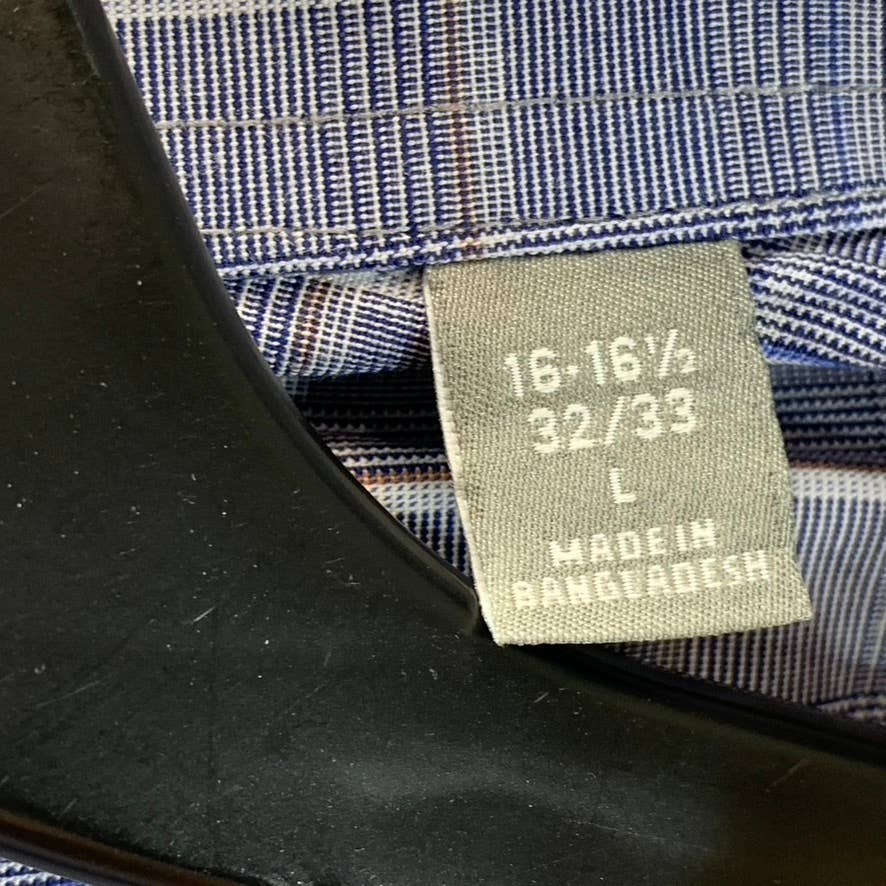 16-16½
32/33
L
MADE IN
BANGLADESH